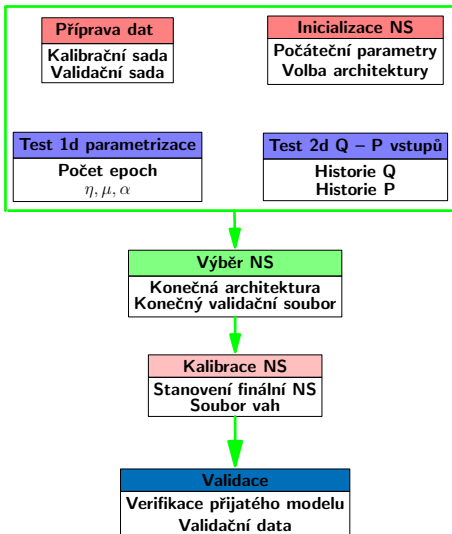 Příprava dat
Kalibrační sada
Validační sada
Inicializace NS
Počáteční parametry
Volba architektury
Test 1d parametrizace
Počet epoch
η, μ, α
Test 2d Q – P vstupů
Historie Q
Historie P
Výběr NS
Konečná architektura
Konečný validační soubor
Kalibrace NS
Stanovení finální NS
Soubor vah
Validace
Verifikace přijatého modelu
Validační data